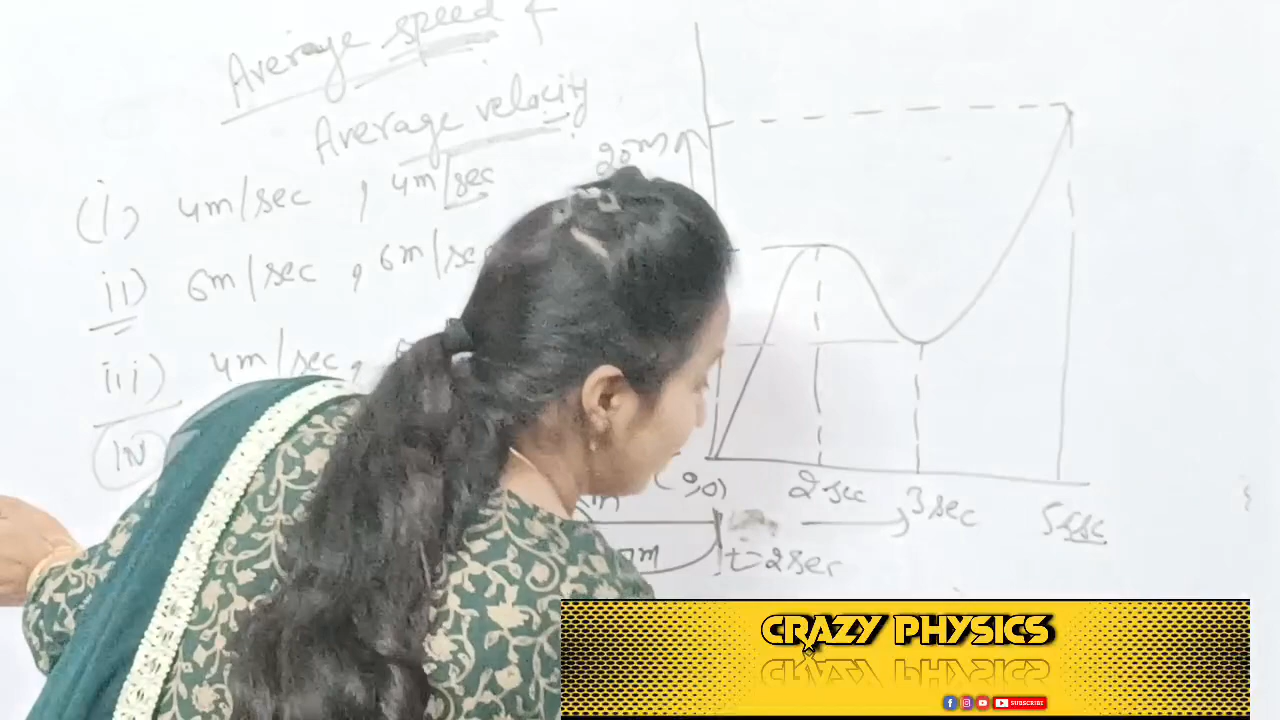 Average speed &
Average velocity
(i) 4m/sec , 4m/sec
ii) 6m/sec , 6m/sec
iii) 4m/sec,
iv
20m
(0,0)
2sec
3sec
5sec
t=2sec
CRAZY PHYSICS
SUBSCRIBE